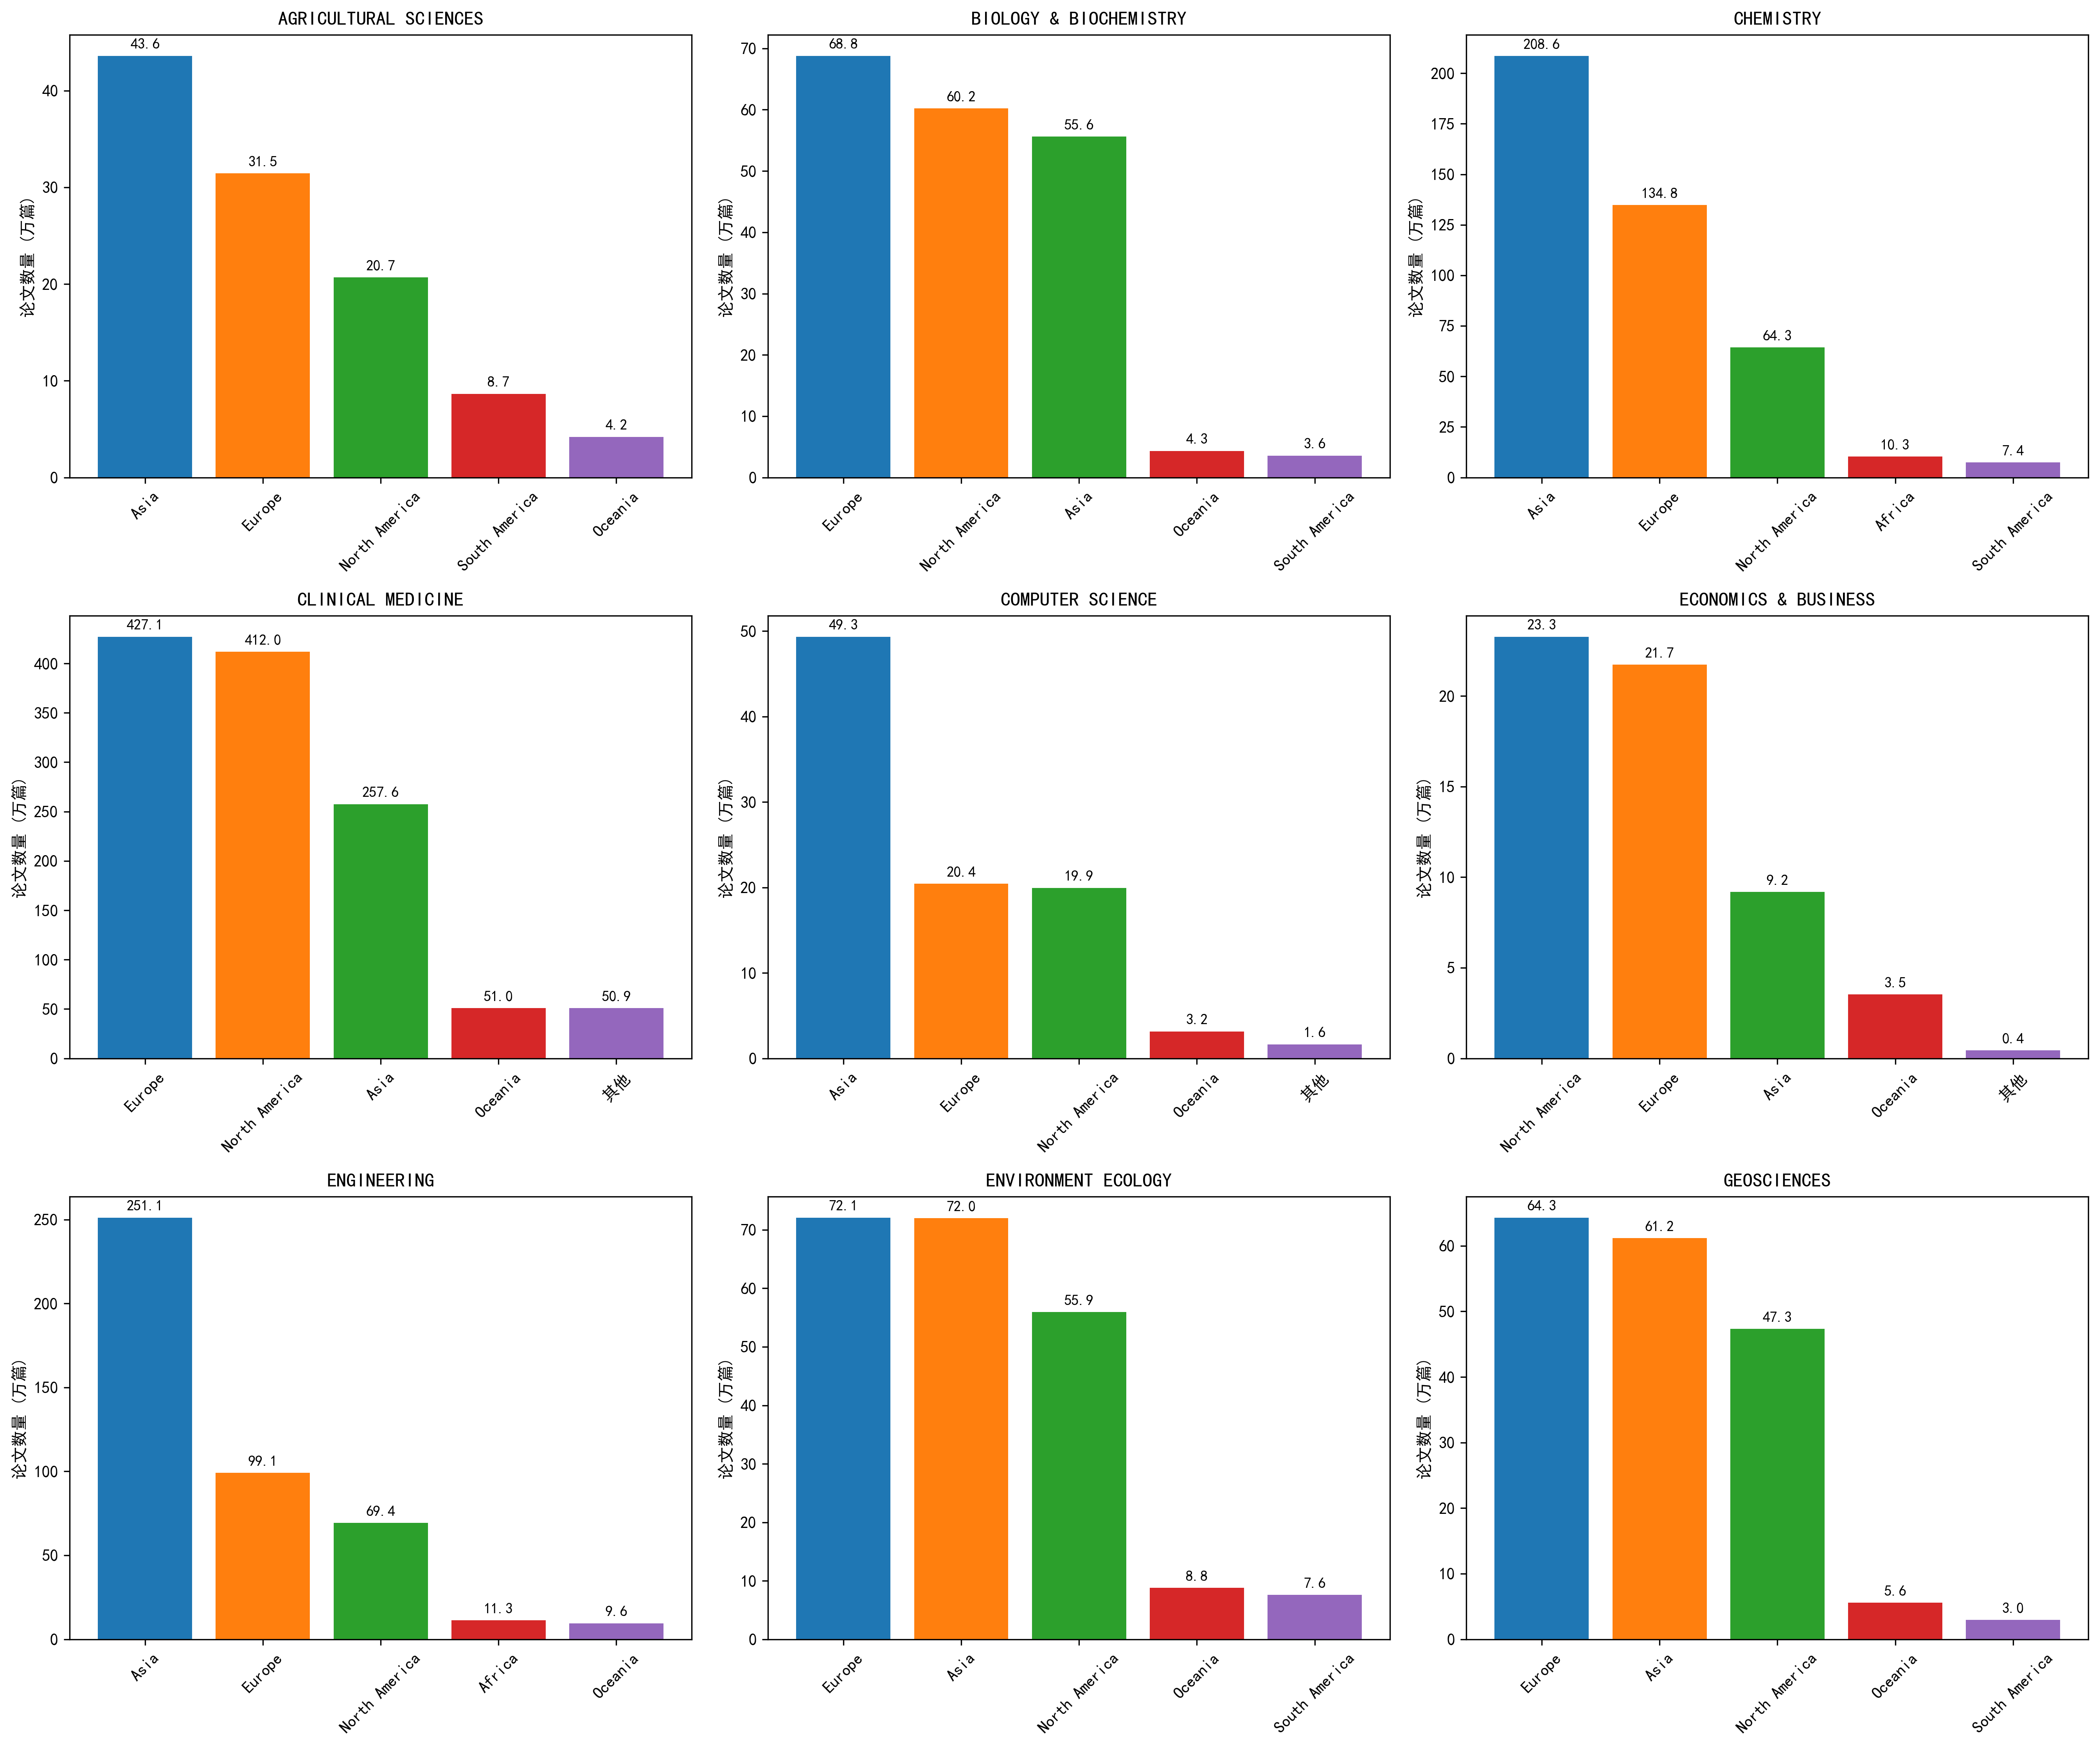 AGRICULTURAL SCIENCES
论文数量 (万篇)
40
30
20
10
0
43.6
31.5
20.7
8.7
4.2
Asia
Europe
North America
South America
Oceania
BIOLOGY & BIOCHEMISTRY
论文数量 (万篇)
70
60
50
40
30
20
10
0
68.8
60.2
55.6
4.3
3.6
Europe
North America
Asia
Oceania
South America
CHEMISTRY
论文数量 (万篇)
200
175
150
125
100
75
50
25
0
208.6
134.8
64.3
10.3
7.4
Asia
Europe
North America
Africa
South America
CLINICAL MEDICINE
论文数量 (万篇)
400
350
300
250
200
150
100
50
0
427.1
412.0
257.6
51.0
50.9
Europe
North America
Asia
Oceania
其他
COMPUTER SCIENCE
论文数量 (万篇)
50
40
30
20
10
0
49.3
20.4
19.9
3.2
1.6
Asia
Europe
North America
Oceania
其他
ECONOMICS & BUSINESS
论文数量 (万篇)
20
15
10
5
0
23.3
21.7
9.2
3.5
0.4
North America
Europe
Asia
Oceania
其他
ENGINEERING
论文数量 (万篇)
250
200
150
100
50
0
251.1
99.1
69.4
11.3
9.6
Asia
Europe
North America
Africa
Oceania
ENVIRONMENT ECOLOGY
论文数量 (万篇)
70
60
50
40
30
20
10
0
72.1
72.0
55.9
8.8
7.6
Europe
Asia
North America
Oceania
South America
GEOSCIENCES
论文数量 (万篇)
60
50
40
30
20
10
0
64.3
61.2
47.3
5.6
3.0
Europe
Asia
North America
Oceania
South America